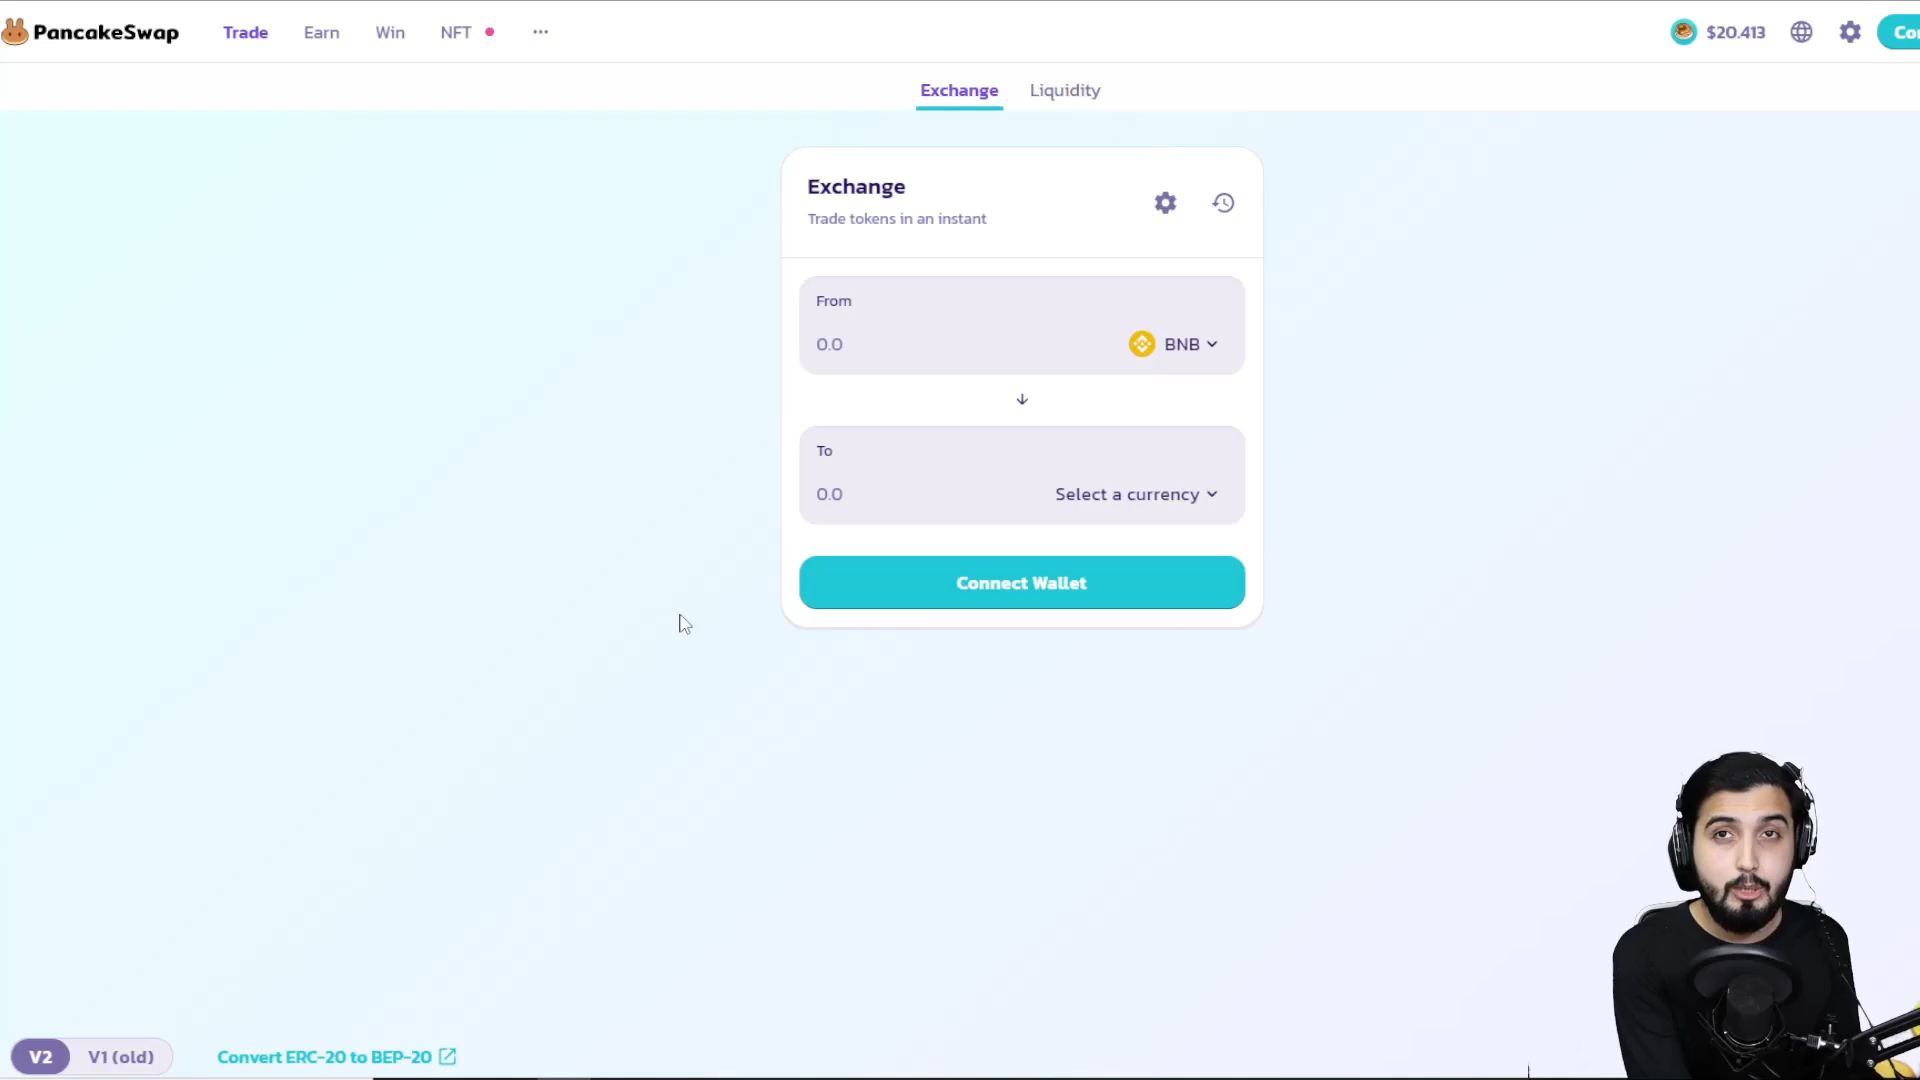 PancakeSwap Trade Earn Win NFT ... $20.413 Co
Exchange Liquidity
Exchange
Trade tokens in an instant
From
0.0 BNB
To
0.0 Select a currency
Connect Wallet
V2 V1 (old) Convert ERC-20 to BEP-20